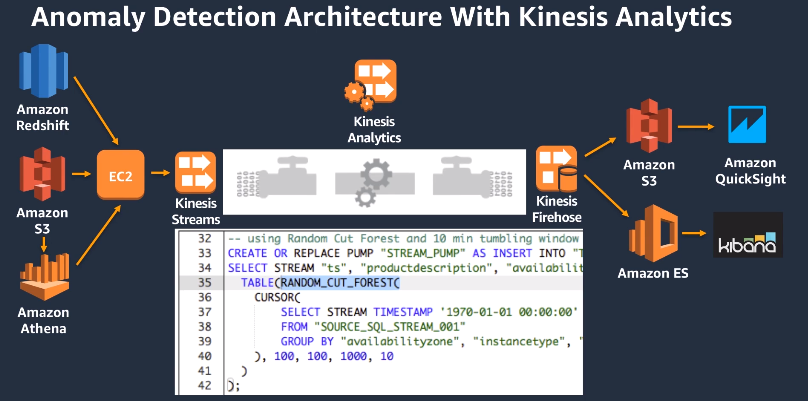 Anomaly Detection Architecture With Kinesis Analytics
Amazon
Redshift
Amazon
S3
Amazon
Athena
EC2
Kinesis
Streams
Kinesis
Analytics
Kinesis
Firehose
Amazon
S3
Amazon
QuickSight
Amazon ES
kibana
32 -- using Random Cut Forest and 10 min tumbling window
33 CREATE OR REPLACE PUMP "STREAM_PUMP" AS INSERT INTO "
34 SELECT STREAM "ts", "productdescription", "availabilit
35 TABLE(RANDOM_CUT_FOREST(
36 CURSOR(
37 SELECT STREAM TIMESTAMP '1970-01-01 00:00:00'
38 FROM "SOURCE_SQL_STREAM_001"
39 GROUP BY "availabilityzone", "instancetype", "
40 ), 100, 100, 1000, 10
41 )
42 );